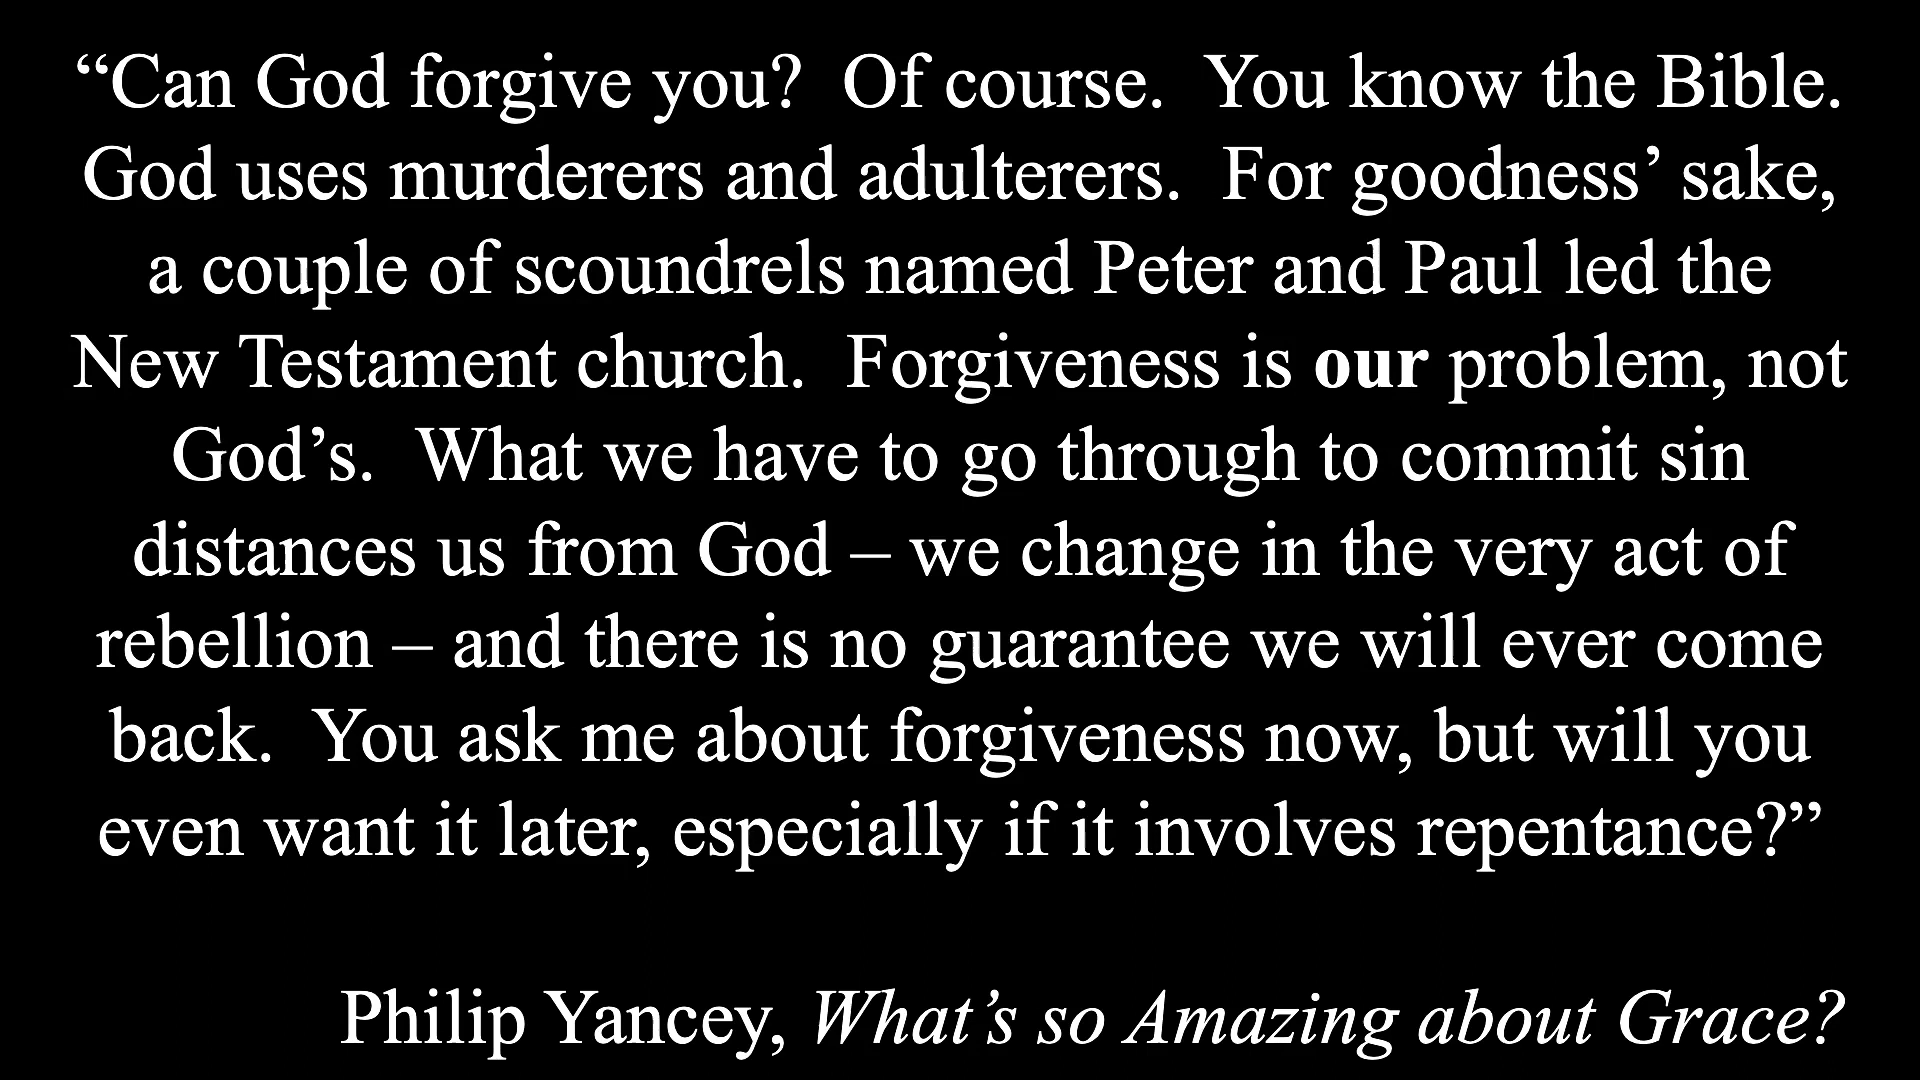 “Can God forgive you?  Of course.  You know the Bible.
God uses murderers and adulterers.  For goodness’ sake,
a couple of scoundrels named Peter and Paul led the
New Testament church.  Forgiveness is our problem, not
God’s.  What we have to go through to commit sin
distances us from God – we change in the very act of
rebellion – and there is no guarantee we will ever come
back.  You ask me about forgiveness now, but will you
even want it later, especially if it involves repentance?”
Philip Yancey, What’s so Amazing about Grace?